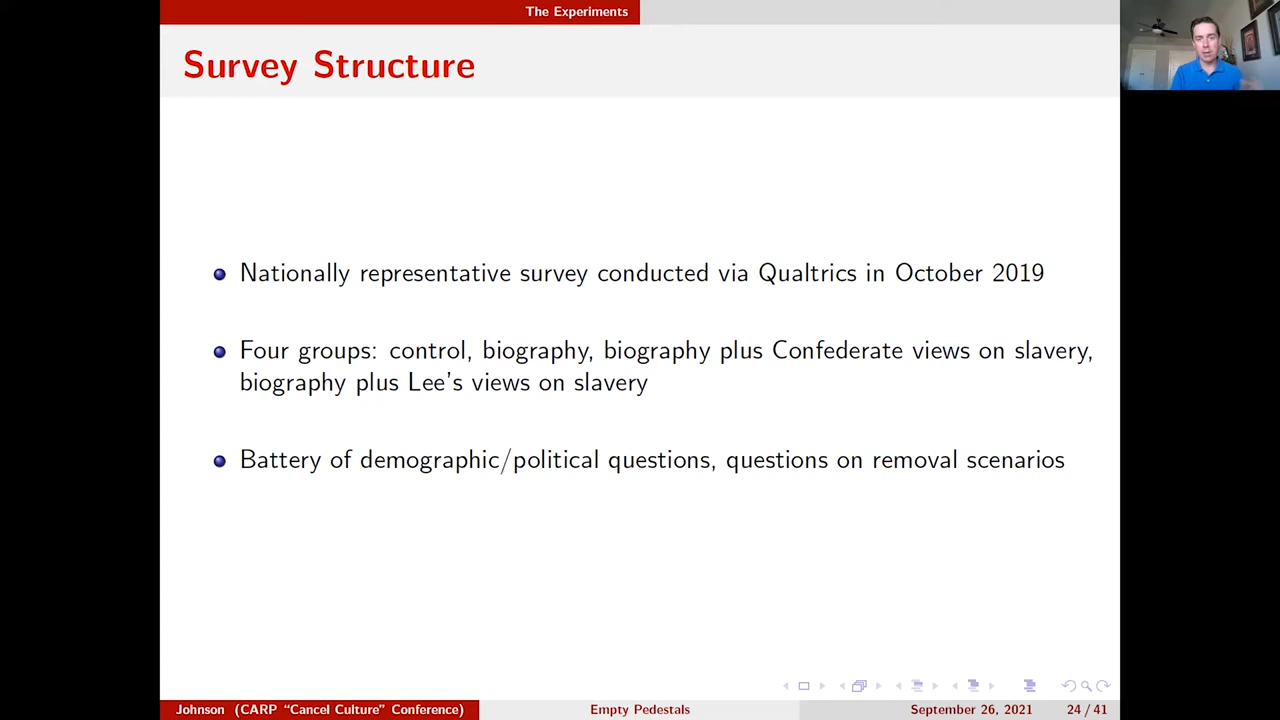 The Experiments
Survey Structure
Nationally representative survey conducted via Qualtrics in October 2019
Four groups: control, biography, biography plus Confederate views on slavery,
biography plus Lee's views on slavery
Battery of demographic/political questions, questions on removal scenarios
Johnson (CARP “Cancel Culture” Conference)
Empty Pedestals
September 26, 2021
24 / 41